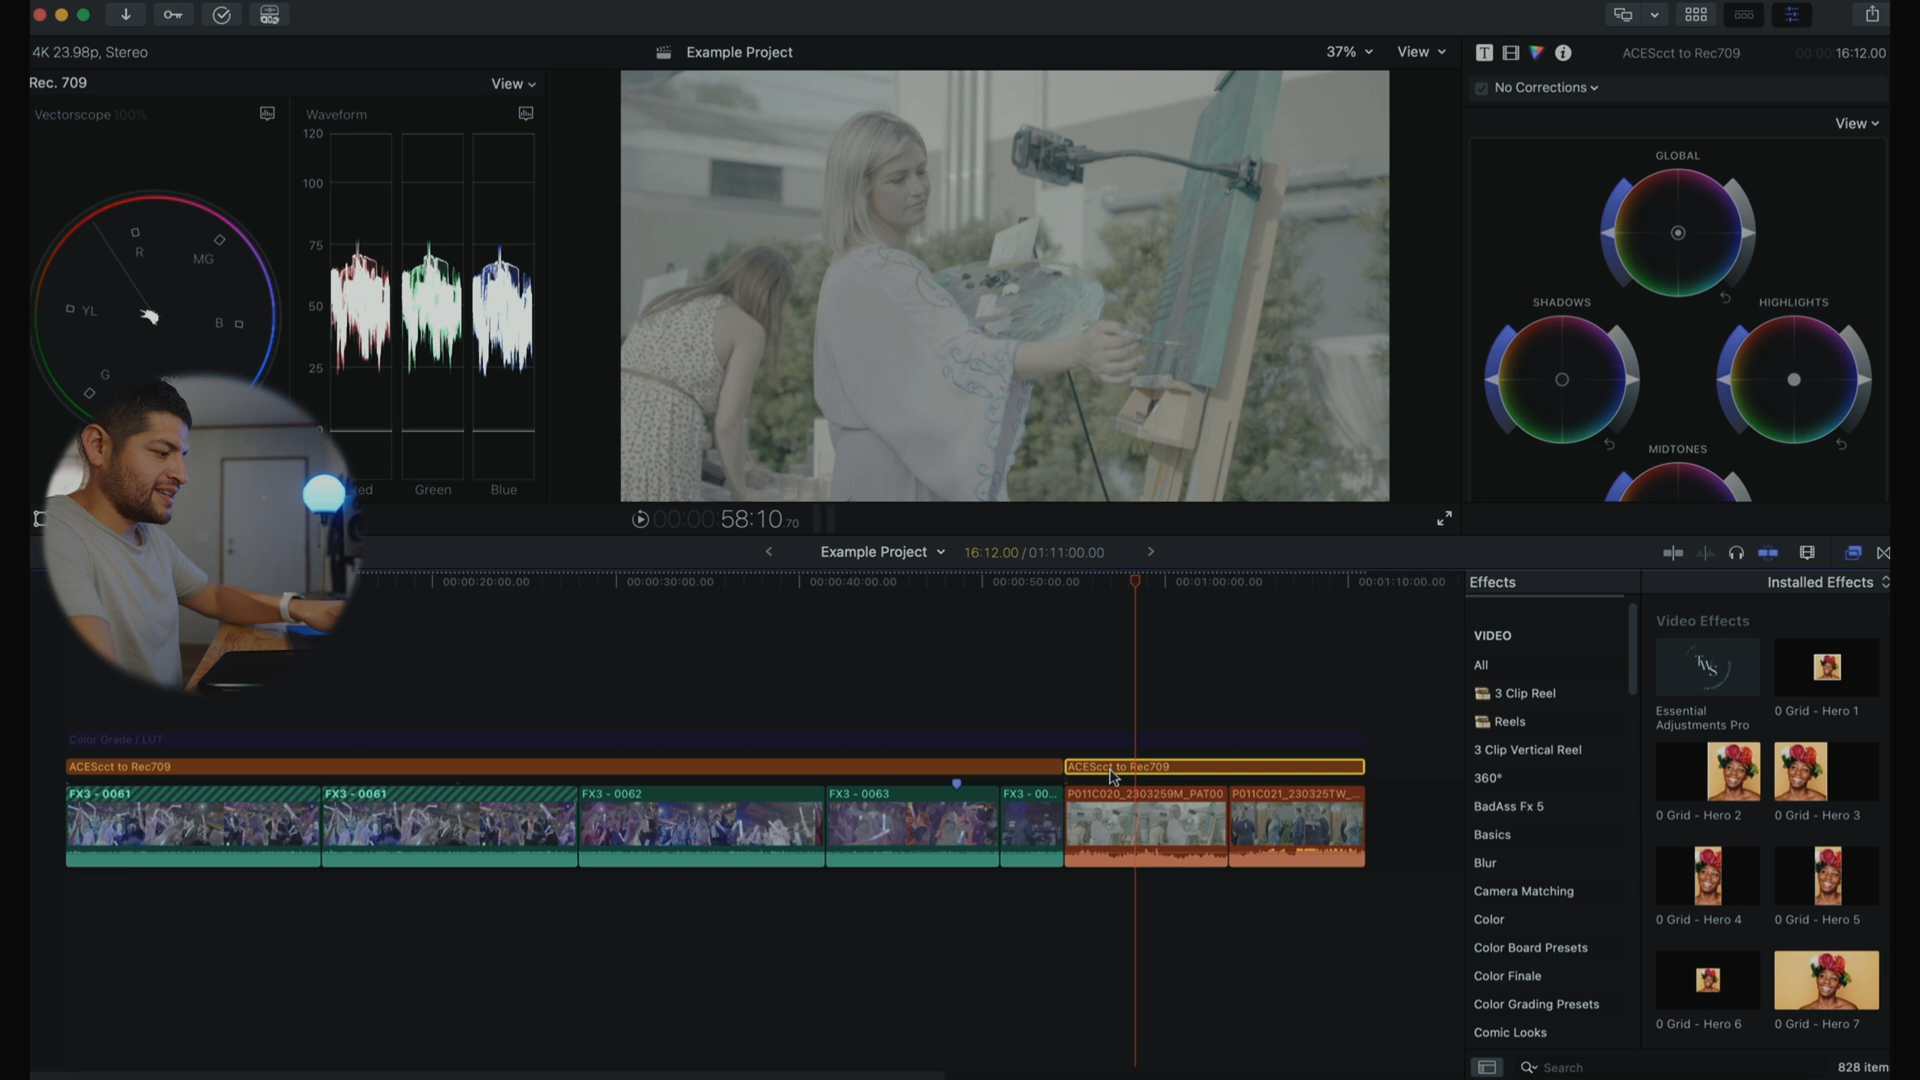 4K 23.98p, Stereo
Example Project
37%
View
ACEScct to Rec709
00:00:16:12.00
Rec. 709
View
No Corrections
Vectorscope 100%
Waveform
View
120
100
75
50
25
0
R
MG
YL
B
G
Green
Blue
GLOBAL
SHADOWS
HIGHLIGHTS
MIDTONES
00:00:58:10.70
Example Project
16:12.00 / 01:11:00.00
00:00:20:00.00
00:00:30:00.00
00:00:40:00.00
00:00:50:00.00
00:01:00:00.00
00:01:10:00.00
Effects
Installed Effects
VIDEO
All
3 Clip Reel
Reels
3 Clip Vertical Reel
360°
BadAss Fx 5
Basics
Blur
Camera Matching
Color
Color Board Presets
Color Finale
Color Grading Presets
Comic Looks
Video Effects
TWS
Essential
Adjustments Pro
0 Grid - Hero 1
0 Grid - Hero 2
0 Grid - Hero 3
0 Grid - Hero 4
0 Grid - Hero 5
0 Grid - Hero 6
0 Grid - Hero 7
Color Grade / LUT
ACEScct to Rec709
ACEScct to Rec709
FX3 - 0061
FX3 - 0061
FX3 - 0062
FX3 - 0063
FX3 - 00...
P011C020_2303259M_PAT00
P011C021_230325TW_...
Search
828 item